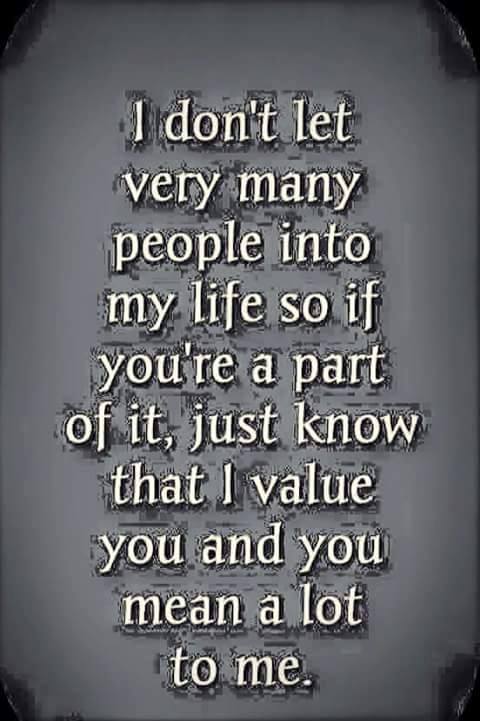 I don't let
very many
people into
my life so if
you're a part
of it, just know
that I value
you and you
mean a lot
to me.